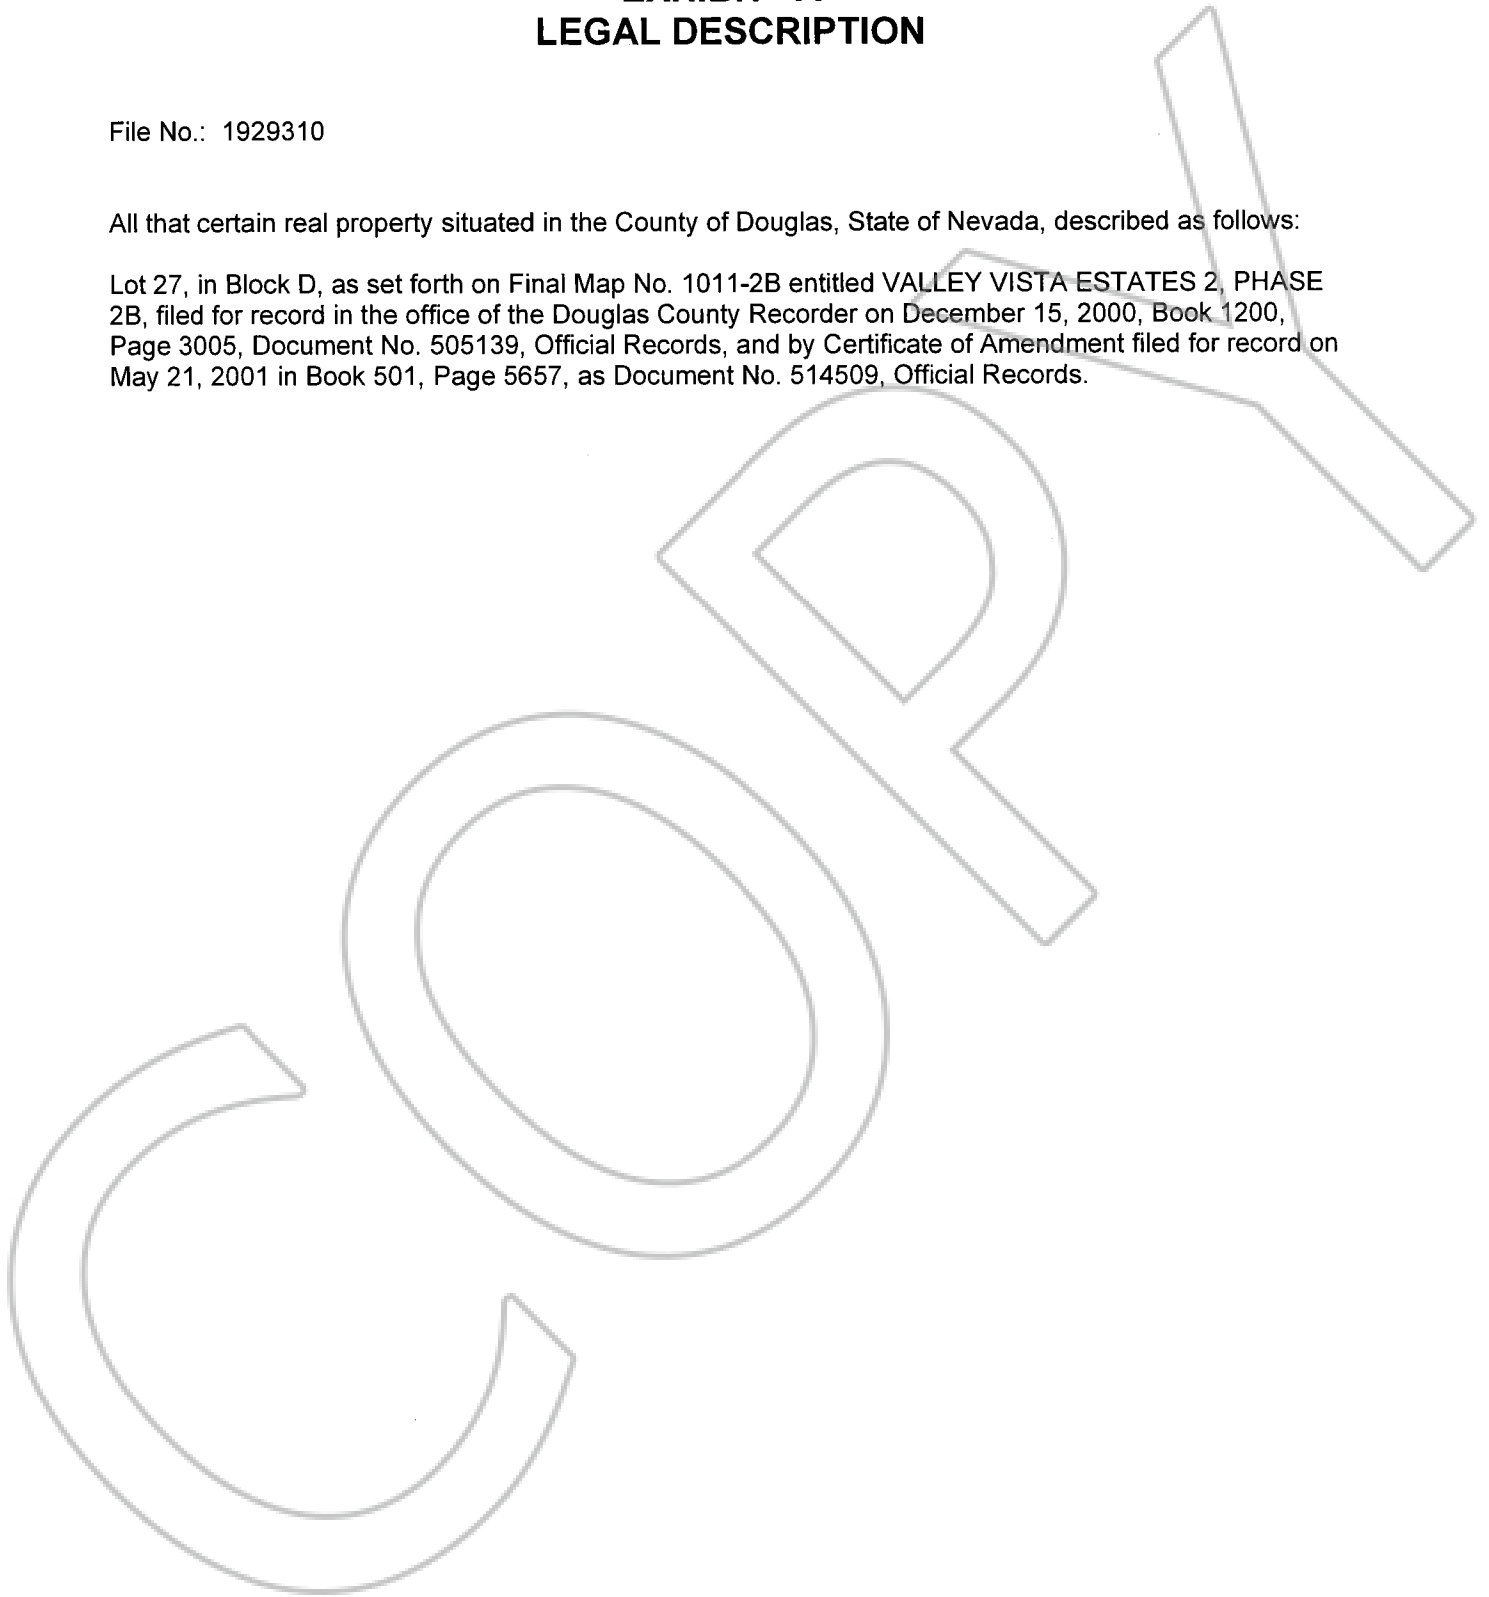 LEGAL DESCRIPTION
File No.: 1929310
All that certain real property situated in the County of Douglas, State of Nevada, described as follows:
Lot 27, in Block D, as set forth on Final Map No. 1011-2B entitled VALLEY VISTA ESTATES 2, PHASE
2B, filed for record in the office of the Douglas County Recorder on December 15, 2000, Book 1200,
Page 3005, Document No. 505139, Official Records, and by Certificate of Amendment filed for record on
May 21, 2001 in Book 501, Page 5657, as Document No. 514509, Official Records.
COPY